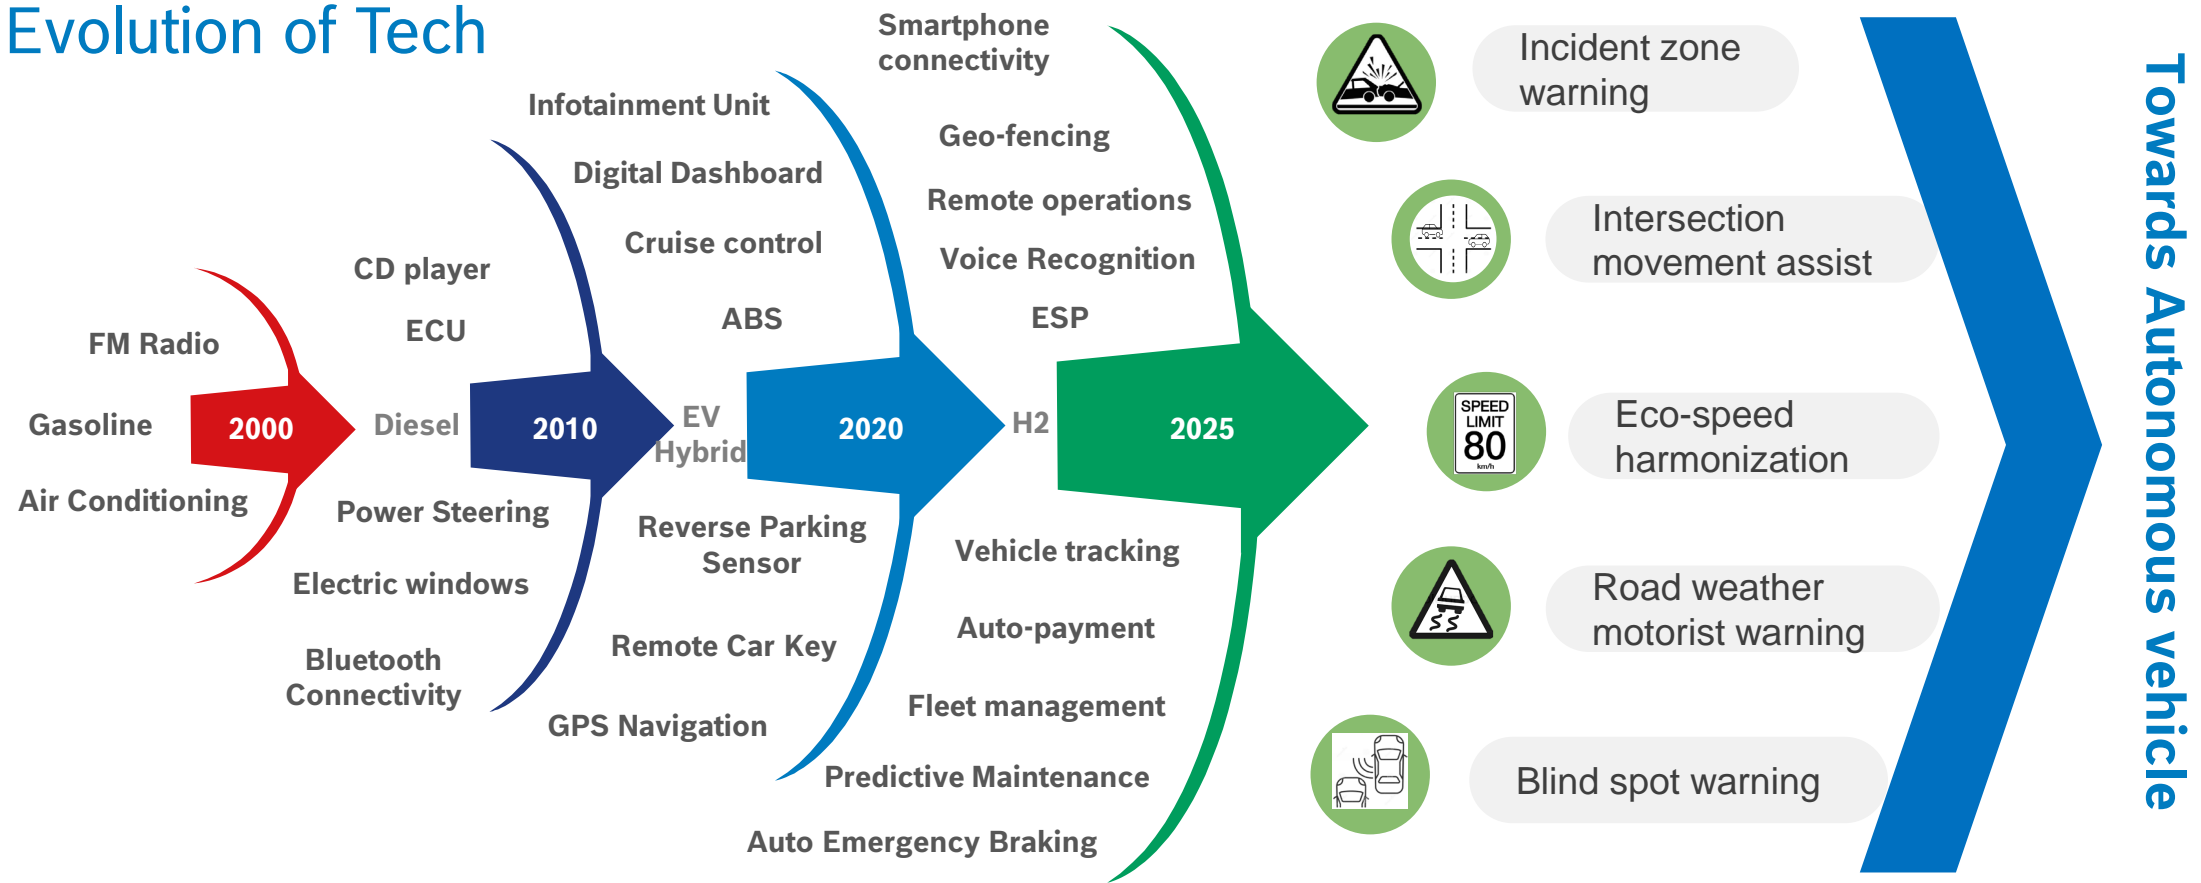 Evolution of Tech
FM Radio
Gasoline
Air Conditioning
2000
CD player
ECU
Diesel
Power Steering
Electric windows
Bluetooth
Connectivity
2010
Infotainment Unit
Digital Dashboard
Cruise control
ABS
EV
Hybrid
Reverse Parking
Sensor
Remote Car Key
GPS Navigation
2020
Smartphone
connectivity
Geo-fencing
Remote operations
Voice Recognition
ESP
H2
Vehicle tracking
Auto-payment
Fleet management
Predictive Maintenance
Auto Emergency Braking
2025
Incident zone
warning
Intersection
movement assist
SPEED
LIMIT
80
km/h
Eco-speed
harmonization
Road weather
motorist warning
Blind spot warning
Towards Autonomous vehicle